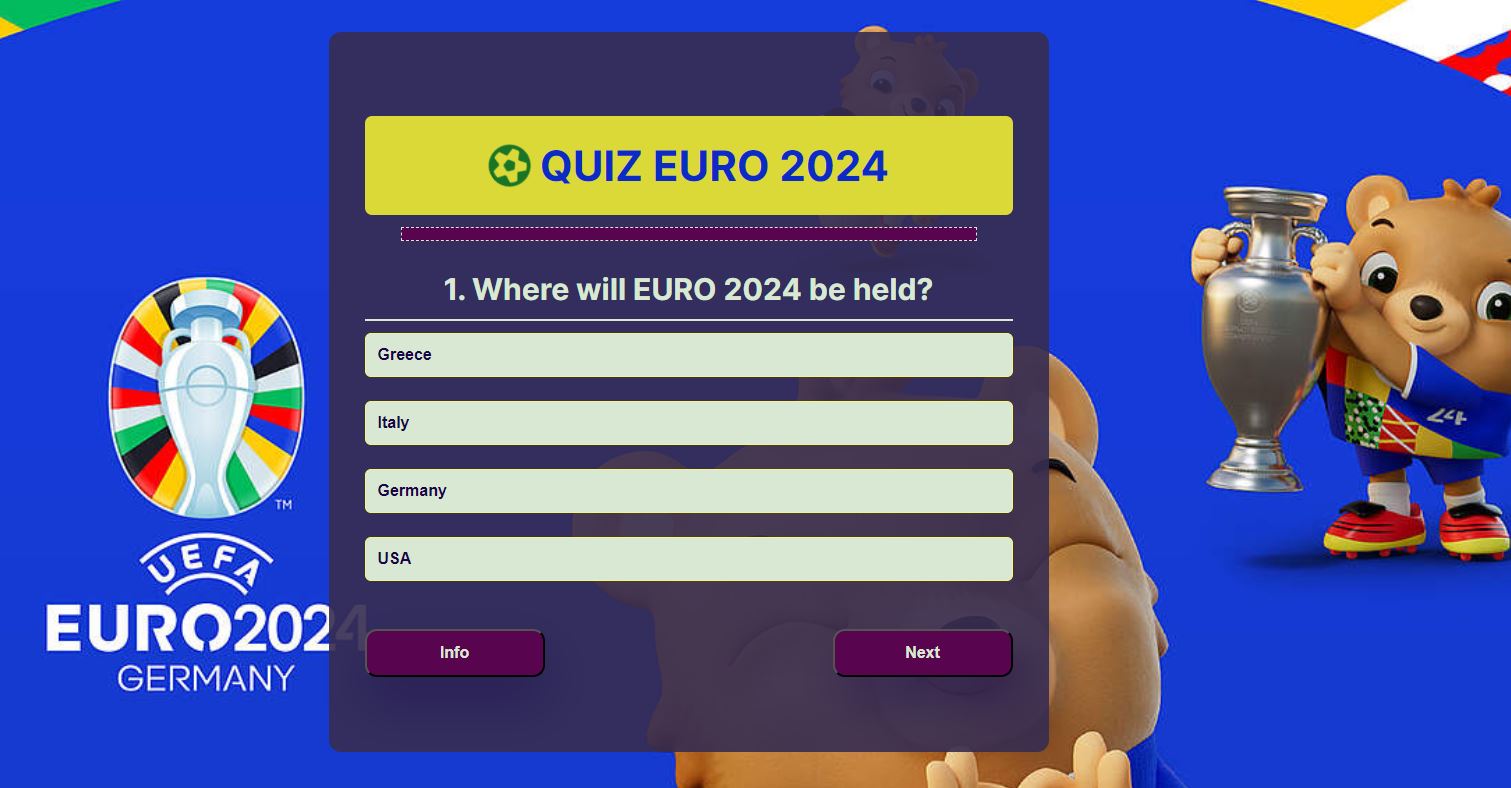 QUIZ EURO 2024
1. Where will EURO 2024 be held?
Greece
Italy
Germany
USA
Info
Next
TM
UEFA
EURO2024
GERMANY
24